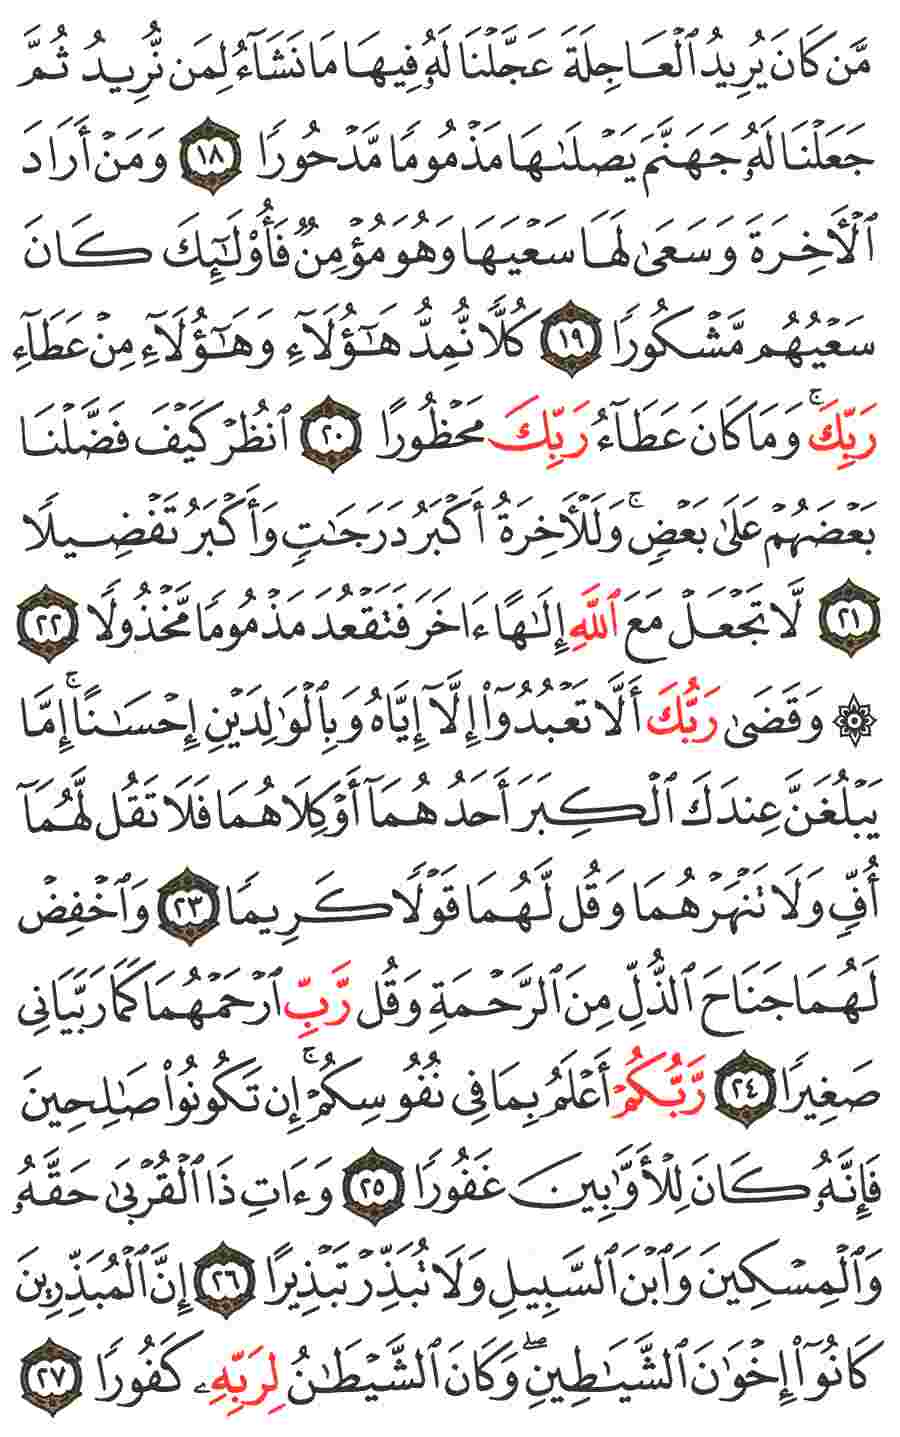 مَّن كَانَ يُرِيدُ ٱلْعَاجِلَةَ عَجَّلْنَا لَهُۥ فِيهَا مَا نَشَآءُ لِمَن نُّرِيدُ ثُمَّ
جَعَلْنَا لَهُۥ جَهَنَّمَ يَصْلَىٰهَا مَذْمُومًا مَّدْحُورًا ١٨ وَمَنْ أَرَادَ
ٱلْأَخِرَةَ وَسَعَىٰ لَهَا سَعْيَهَا وَهُوَ مُؤْمِنٌ فَأُو۟لَٰٓئِكَ كَانَ
سَعْيُهُم مَّشْكُورًا ١٩ كُلًّا نُّمِدُّ هَٰٓؤُلَآءِ وَهَٰٓؤُلَآءِ مِنْ عَطَآءِ
رَبِّكَ ۚ وَمَا كَانَ عَطَآءُ رَبِّكَ مَحْظُورًا ٢٠ ٱنظُرْ كَيْفَ فَضَّلْنَا
بَعْضَهُمْ عَلَىٰ بَعْضٍ ۚ وَلَلْأَخِرَةُ أَكْبَرُ دَرَجَٰتٍ وَأَكْبَرُ تَفْضِيلًا
٢١ لَّا تَجْعَلْ مَعَ ٱللَّهِ إِلَٰهًا ءَاخَرَ فَتَقْعُدَ مَذْمُومًا مَّخْذُولًا ٢٢
۞ وَقَضَىٰ رَبُّكَ أَلَّا تَعْبُدُوٓا۟ إِلَّآ إِيَّاهُ وَبِٱلْوَٰلِدَيْنِ إِحْسَٰنًا ۚ إِمَّا
يَبْلُغَنَّ عِندَكَ ٱلْكِبَرَ أَحَدُهُمَآ أَوْ كِلَاهُمَا فَلَا تَقُل لَّهُمَآ
أُفٍّ وَلَا تَنْهَرْهُمَا وَقُل لَّهُمَا قَوْلًا كَرِيمًا ٢٣ وَٱخْفِضْ
لَهُمَا جَنَاحَ ٱلذُّلِّ مِنَ ٱلرَّحْمَةِ وَقُل رَّبِّ ٱرْحَمْهُمَا كَمَا رَبَّيَانِى
صَغِيرًا ٢٤ رَّبُّكُمْ أَعْلَمُ بِمَا فِى نُفُوسِكُمْ ۚ إِن تَكُونُوا۟ صَٰلِحِينَ
فَإِنَّهُۥ كَانَ لِلْأَوَّٰبِينَ غَفُورًا ٢٥ وَءَاتِ ذَا ٱلْقُرْبَىٰ حَقَّهُۥ
وَٱلْمِسْكِينَ وَٱبْنَ ٱلسَّبِيلِ وَلَا تُبَذِّرْ تَبْذِيرًا ٢٦ إِنَّ ٱلْمُبَذِّرِينَ
كَانُوٓا۟ إِخْوَٰنَ ٱلشَّيَٰطِينِ ۖ وَكَانَ ٱلشَّيْطَٰنُ لِرَبِّهِۦ كَفُورًا ٢٧